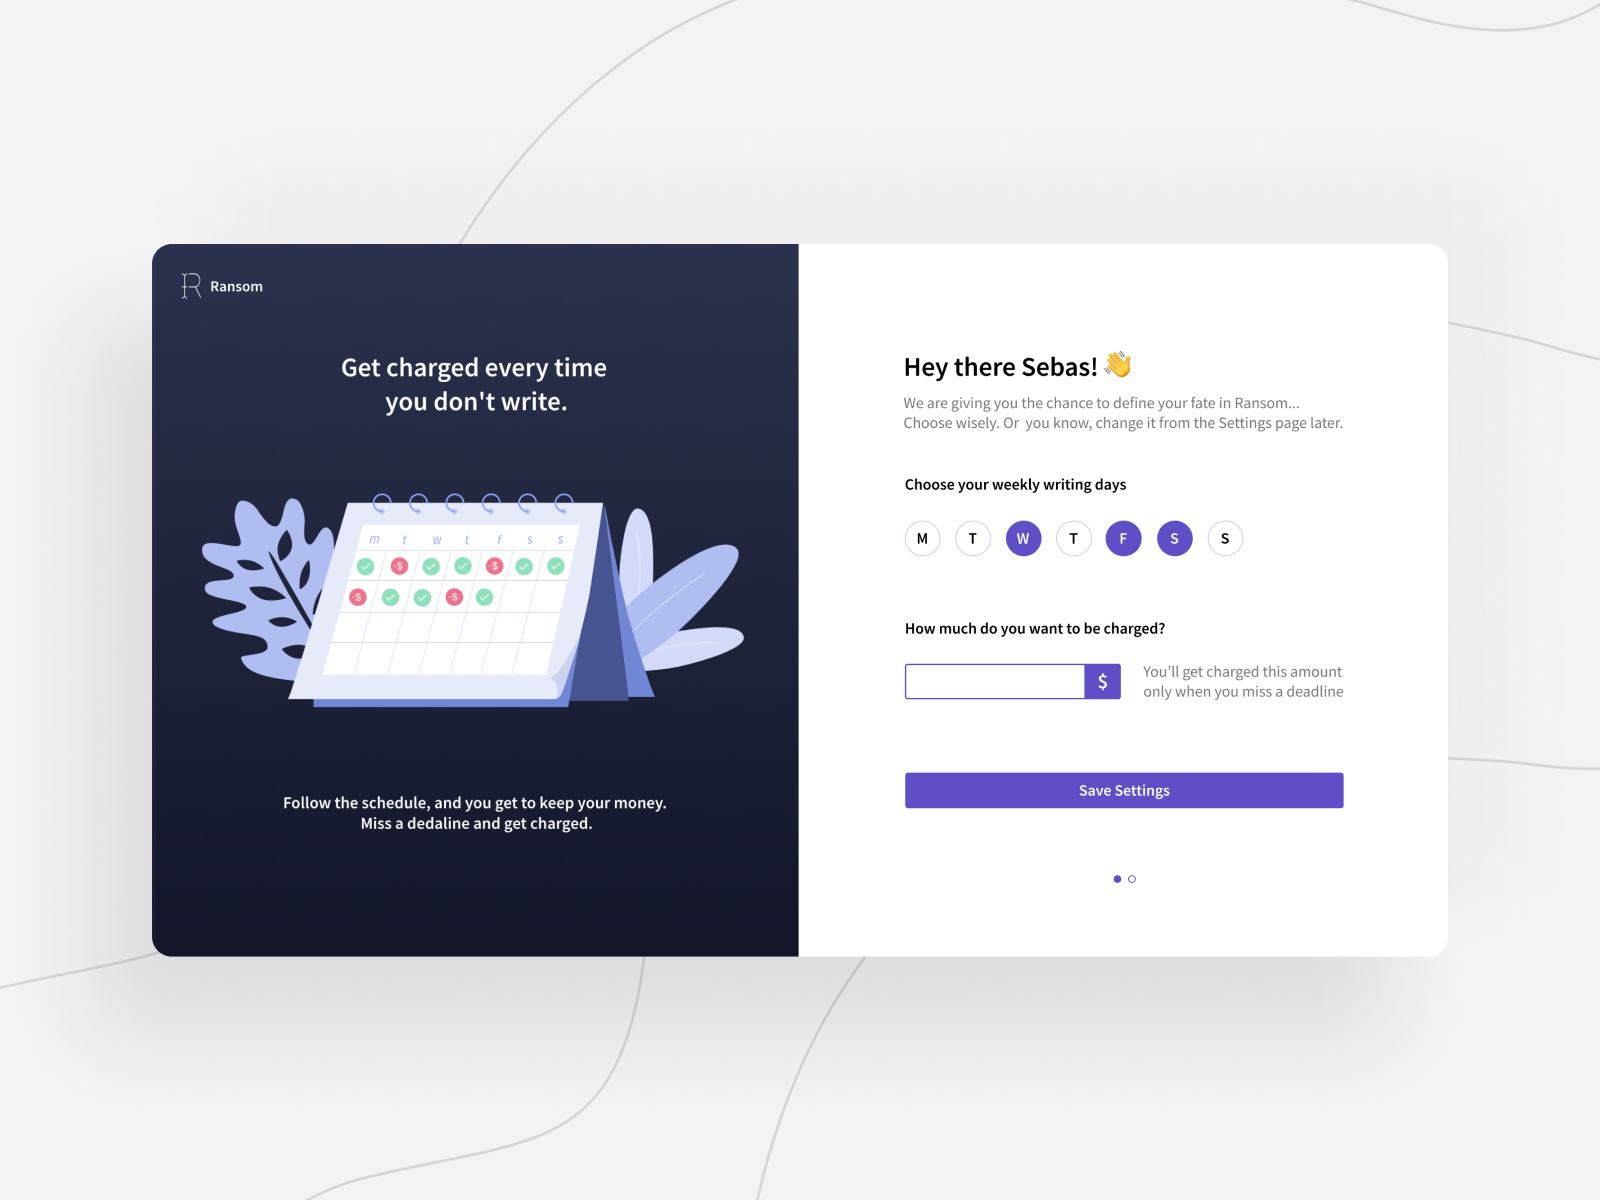 Ransom
Get charged every time
you don't write.
m t w t f s s
-$ -$
-$ -$
Follow the schedule, and you get to keep your money.
Miss a dedaline and get charged.
Hey there Sebas! 👋
We are giving you the chance to define your fate in Ransom...
Choose wisely. Or you know, change it from the Settings page later.
Choose your weekly writing days
M T W T F S S
How much do you want to be charged?
$
You’ll get charged this amount
only when you miss a deadline
Save Settings